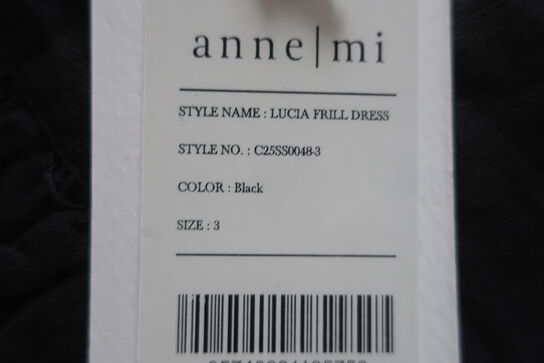 anne|mi
STYLE NAME : LUCIA FRILL DRESS
STYLE NO. : C25SS0048-3
COLOR : Black
SIZE : 3